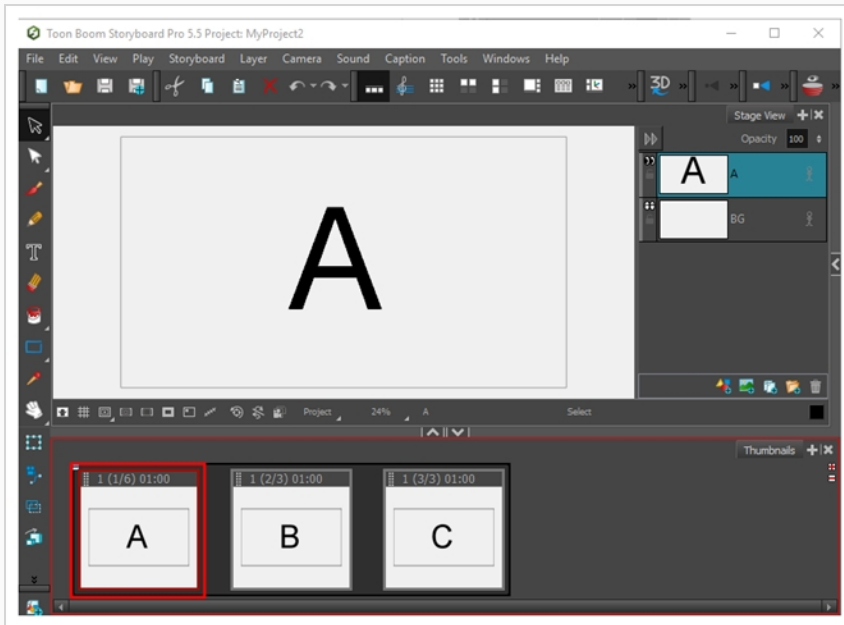 Toon Boom Storyboard Pro 5.5 Project: MyProject2
File Edit View Play Storyboard Layer Camera Sound Caption Tools Windows Help
3D
Stage View
Opacity 100
A A
BG
A
T
Project 24% A Select
Thumbnails
1 (1/6) 01:00 1 (2/3) 01:00 1 (3/3) 01:00
A B C